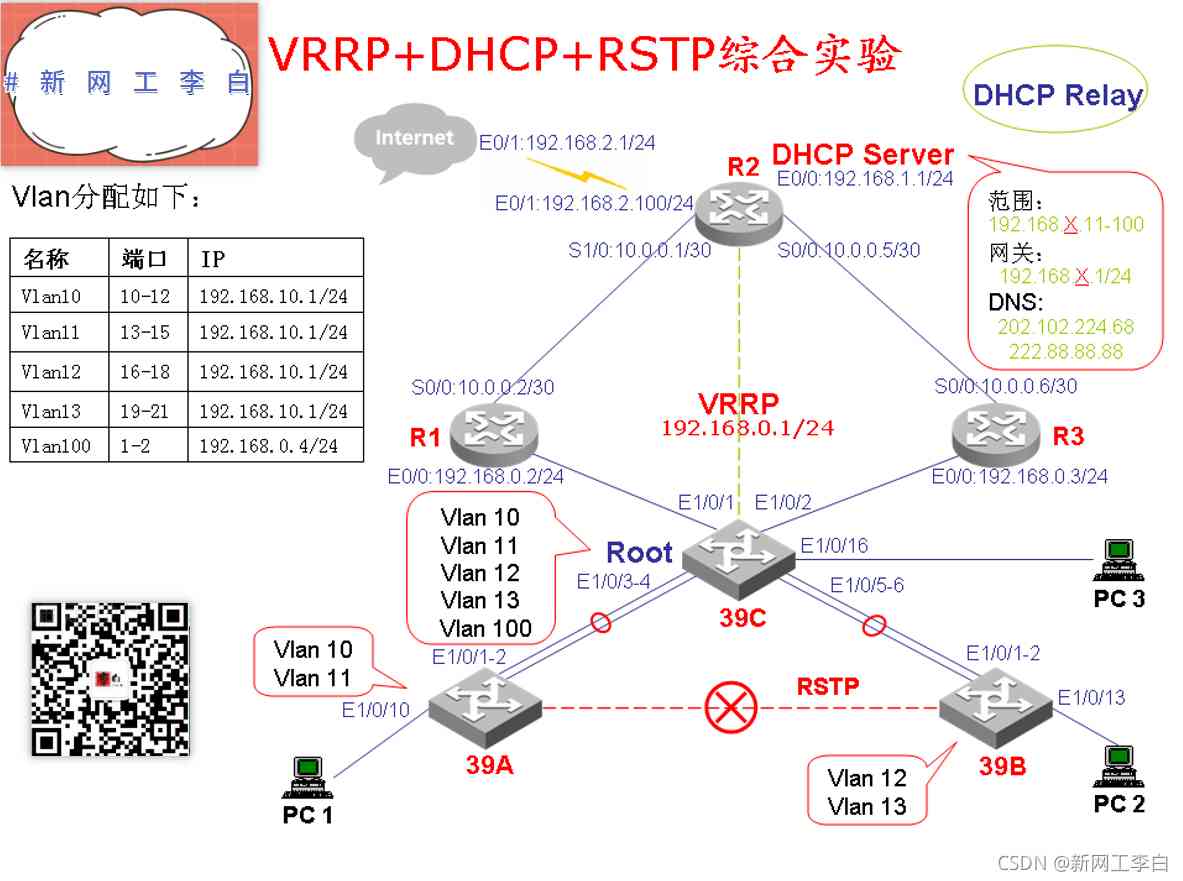 # 新 网 工 李 白
VRRP+DHCP+RSTP综合实验
DHCP Relay
Internet
E0/1:192.168.2.1/24
R2
DHCP Server
E0/0:192.168.1.1/24
E0/1:192.168.2.100/24
S1/0:10.0.0.1/30
S0/0:10.0.0.5/30
范围：
192.168.X.11-100
网关：
192.168.X.1/24
DNS:
202.102.224.68
222.88.88.88
Vlan分配如下：
名称 端口 IP
Vlan10 10-12 192.168.10.1/24
Vlan11 13-15 192.168.10.1/24
Vlan12 16-18 192.168.10.1/24
Vlan13 19-21 192.168.10.1/24
Vlan100 1-2 192.168.0.4/24
S0/0:10.0.0.2/30
S0/0:10.0.0.6/30
VRRP
192.168.0.1/24
R1
R3
E0/0:192.168.0.2/24
E0/0:192.168.0.3/24
E1/0/1
E1/0/2
Vlan 10
Vlan 11
Vlan 12
Vlan 13
Vlan 100
Root
E1/0/16
E1/0/3-4
E1/0/5-6
39C
PC 3
Vlan 10
Vlan 11
E1/0/1-2
E1/0/1-2
E1/0/10
RSTP
E1/0/13
39A
39B
PC 1
Vlan 12
Vlan 13
PC 2
CSDN @新网工李白